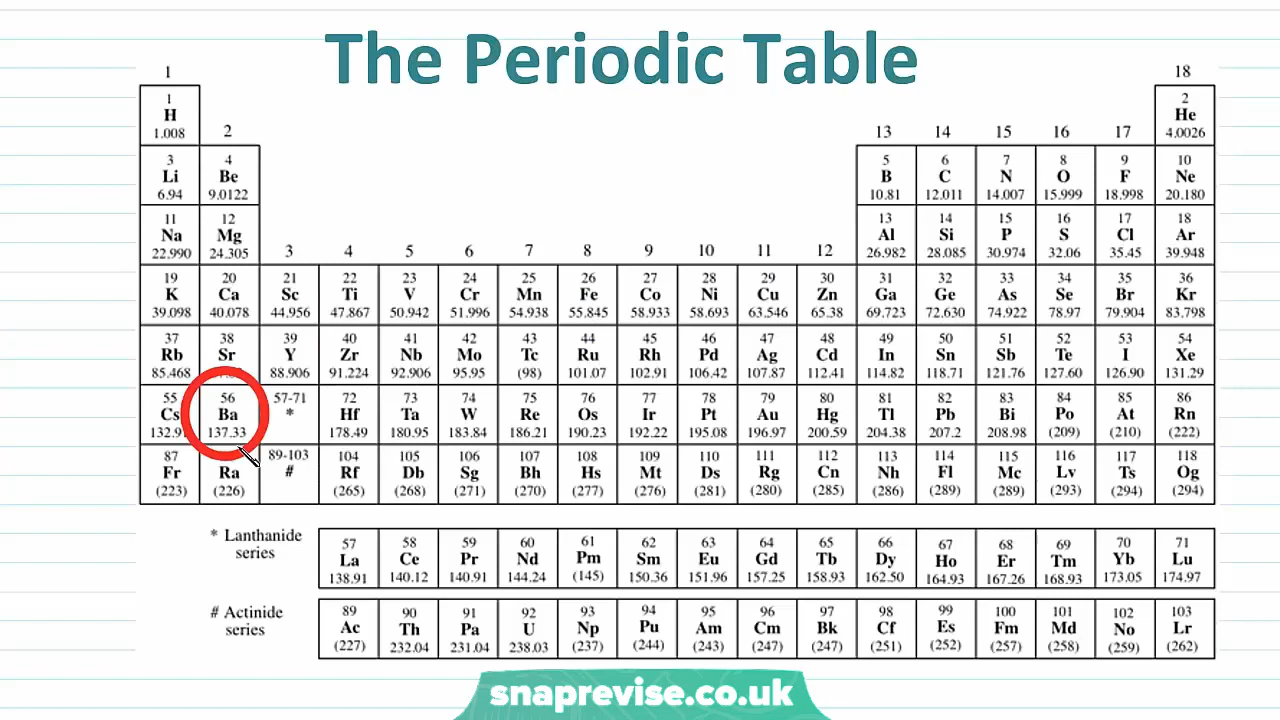 The Periodic Table
1 18
1 2
H He
1.008 2 13 14 15 16 17 4.0026
3 4 5 6 7 8 9 10
Li Be B C N O F Ne
6.94 9.0122 10.81 12.011 14.007 15.999 18.998 20.180
11 12 13 14 15 16 17 18
Na Mg Al Si P S Cl Ar
22.990 24.305 3 4 5 6 7 8 9 10 11 12 26.982 28.085 30.974 32.06 35.45 39.948
19 20 21 22 23 24 25 26 27 28 29 30 31 32 33 34 35 36
K Ca Sc Ti V Cr Mn Fe Co Ni Cu Zn Ga Ge As Se Br Kr
39.098 40.078 44.956 47.867 50.942 51.996 54.938 55.845 58.933 58.693 63.546 65.38 69.723 72.630 74.922 78.97 79.904 83.798
37 38 39 40 41 42 43 44 45 46 47 48 49 50 51 52 53 54
Rb Sr Y Zr Nb Mo Tc Ru Rh Pd Ag Cd In Sn Sb Te I Xe
85.468 88.906 91.224 92.906 95.95 (98) 101.07 102.91 106.42 107.87 112.41 114.82 118.71 121.76 127.60 126.90 131.29
55 56 57-71 72 73 74 75 76 77 78 79 80 81 82 83 84 85 86
Cs Ba * Hf Ta W Re Os Ir Pt Au Hg Tl Pb Bi Po At Rn
137.33 178.49 180.95 183.84 186.21 190.23 192.22 195.08 196.97 200.59 204.38 207.2 208.98 (209) (210) (222)
87 89-103 104 105 106 107 108 109 110 111 112 113 114 115 116 117 118
Fr Ra # Rf Db Sg Bh Hs Mt Ds Rg Cn Nh Fl Mc Lv Ts Og
(223) (226) (265) (268) (271) (270) (277) (276) (281) (280) (285) (286) (289) (289) (293) (294) (294)
* Lanthanide
series
57 58 59 60 61 62 63 64 65 66 67 68 69 70 71
La Ce Pr Nd Pm Sm Eu Gd Tb Dy Ho Er Tm Yb Lu
138.91 140.12 140.91 144.24 (145) 150.36 151.96 157.25 158.93 162.50 164.93 167.26 168.93 173.05 174.97
# Actinide
series
89 90 91 92 93 94 95 96 97 98 99 100 101 102 103
Ac Th Pa U Np Pu Am Cm Bk Cf Es Fm Md No Lr
(227) 232.04 231.04 238.03 (237) (244) (243) (247) (247) (251) (252) (257) (258) (259) (262)
snaprevise.co.uk